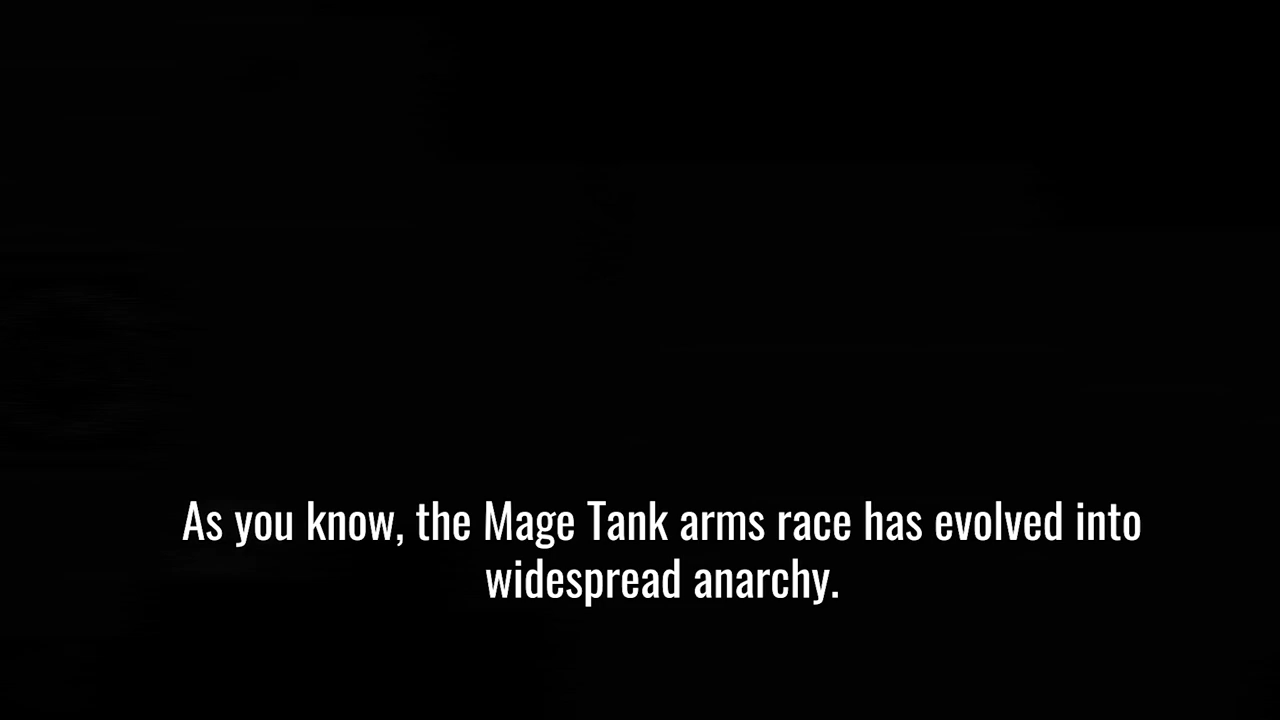 As you know, the Mage Tank arms race has evolved into
widespread anarchy.